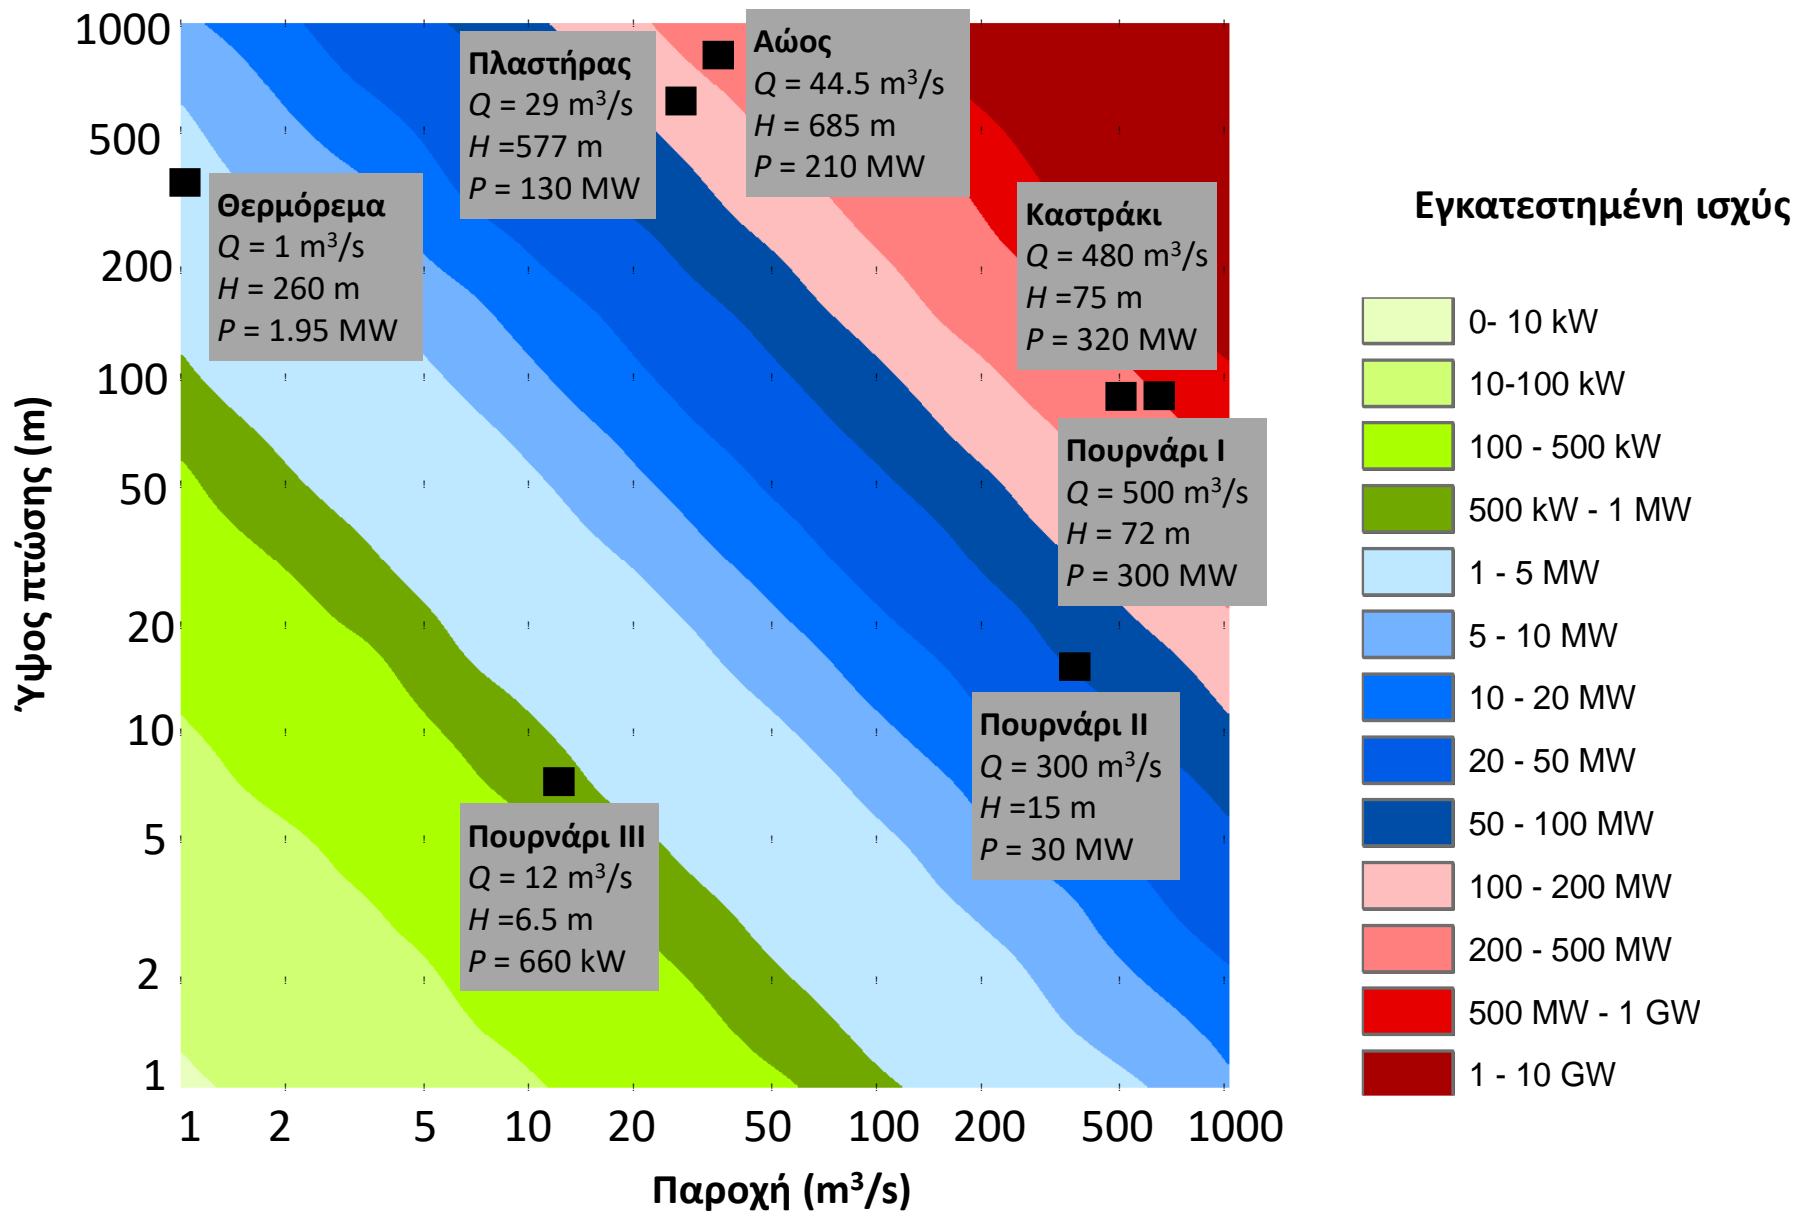 1000
500
200
100
50
20
10
5
2
1
Ύψος πτώσης (m)
1
2
5
10
20
50
100
200
500
1000
Παροχή (m³/s)
Πλαστήρας
Q = 29 m³/s
H =577 m
P = 130 MW
Αώος
Q = 44.5 m³/s
H = 685 m
P = 210 MW
Θερμόρεμα
Q = 1 m³/s
H = 260 m
P = 1.95 MW
Καστράκι
Q = 480 m³/s
H =75 m
P = 320 MW
Πουρνάρι Ι
Q = 500 m³/s
H = 72 m
P = 300 MW
Πουρνάρι ΙΙ
Q = 300 m³/s
H =15 m
P = 30 MW
Πουρνάρι ΙΙΙ
Q = 12 m³/s
H =6.5 m
P = 660 kW
Εγκατεστημένη ισχύς
0- 10 kW
10-100 kW
100 - 500 kW
500 kW - 1 MW
1 - 5 MW
5 - 10 MW
10 - 20 MW
20 - 50 MW
50 - 100 MW
100 - 200 MW
200 - 500 MW
500 MW - 1 GW
1 - 10 GW